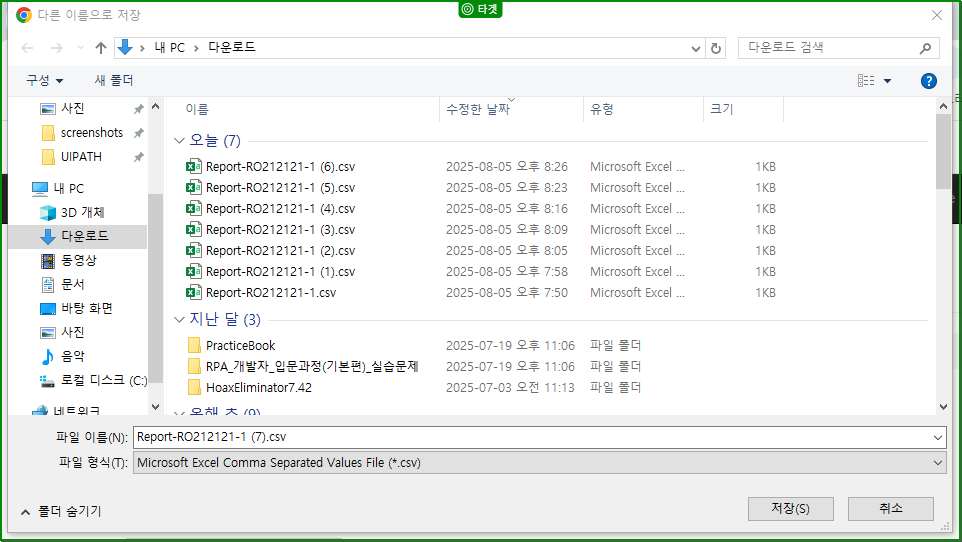 타겟
다른 이름으로 저장
내 PC > 다운로드
다운로드 검색
구성
새 폴더
사진
screenshots
UIPATH
내 PC
3D 개체
다운로드
동영상
문서
바탕 화면
사진
음악
로컬 디스크 (C:)
네트워크
이름 수정한 날짜 유형 크기
오늘 (7)
Report-RO212121-1 (6).csv 2025-08-05 오후 8:26 Microsoft Excel ... 1KB
Report-RO212121-1 (5).csv 2025-08-05 오후 8:23 Microsoft Excel ... 1KB
Report-RO212121-1 (4).csv 2025-08-05 오후 8:16 Microsoft Excel ... 1KB
Report-RO212121-1 (3).csv 2025-08-05 오후 8:09 Microsoft Excel ... 1KB
Report-RO212121-1 (2).csv 2025-08-05 오후 8:05 Microsoft Excel ... 1KB
Report-RO212121-1 (1).csv 2025-08-05 오후 7:58 Microsoft Excel ... 1KB
Report-RO212121-1.csv 2025-08-05 오후 7:50 Microsoft Excel ... 1KB
지난 달 (3)
PracticeBook 2025-07-19 오후 11:06 파일 폴더
RPA_개발자_입문과정(기본편)_실습문제 2025-07-19 오후 11:06 파일 폴더
HoaxEliminator7.42 2025-07-03 오전 11:13 파일 폴더
올해 초 (9)
파일 이름(N): Report-RO212121-1 (7).csv
파일 형식(T): Microsoft Excel Comma Separated Values File (*.csv)
폴더 숨기기
저장(S)
취소